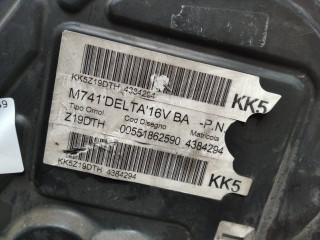 KK5Z19DTH 4384294
M741'DELTA'16V BA -P.N.
KK5
Tipo Omol Cod Disegno Matricola
Z19DTH 00551862590 4384294
KK5Z19DTH 4384294
KK5